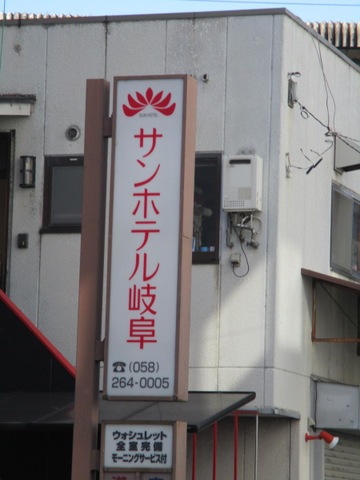 サンホテル岐阜
☎(058)
264-0005
ウォシュレット
全室完備
モーニングサービス付